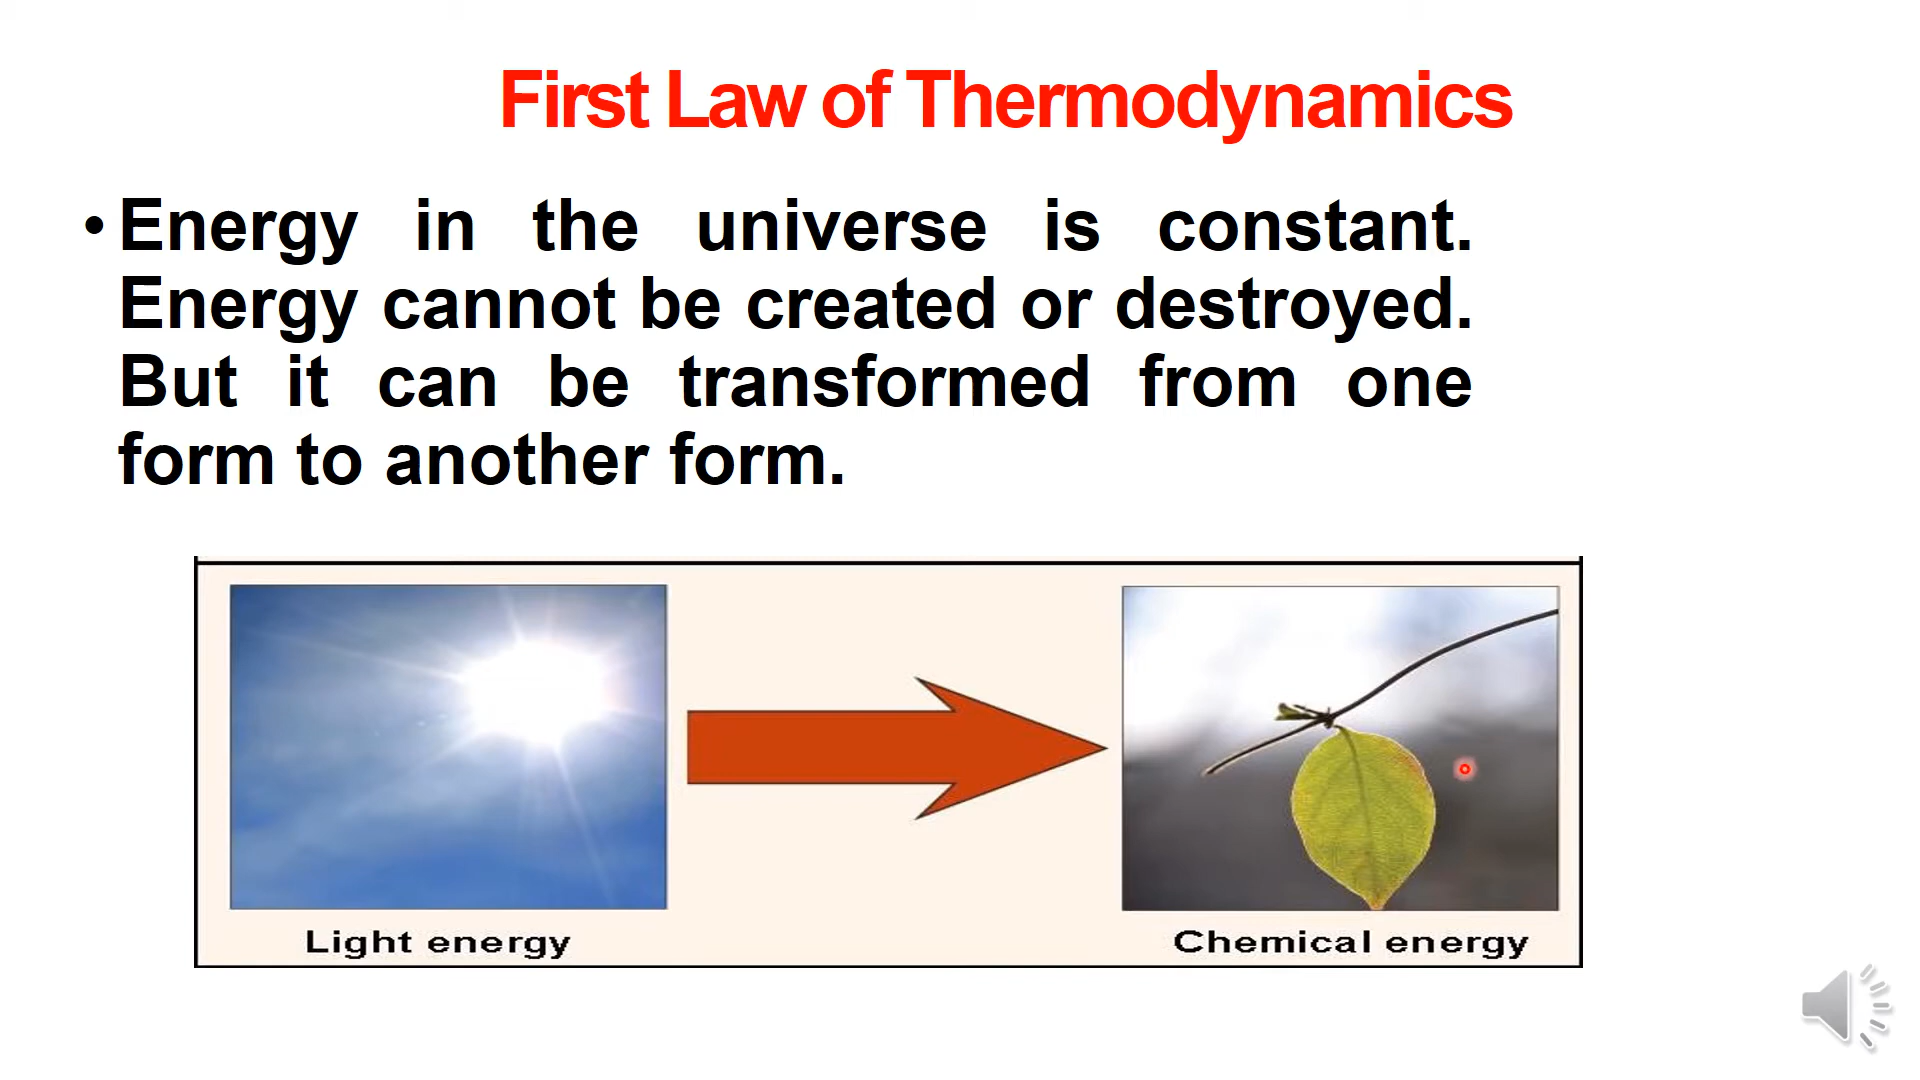 First Law of Thermodynamics
• Energy in the universe is constant.
Energy cannot be created or destroyed.
But it can be transformed from one
form to another form.
Light energy
Chemical energy